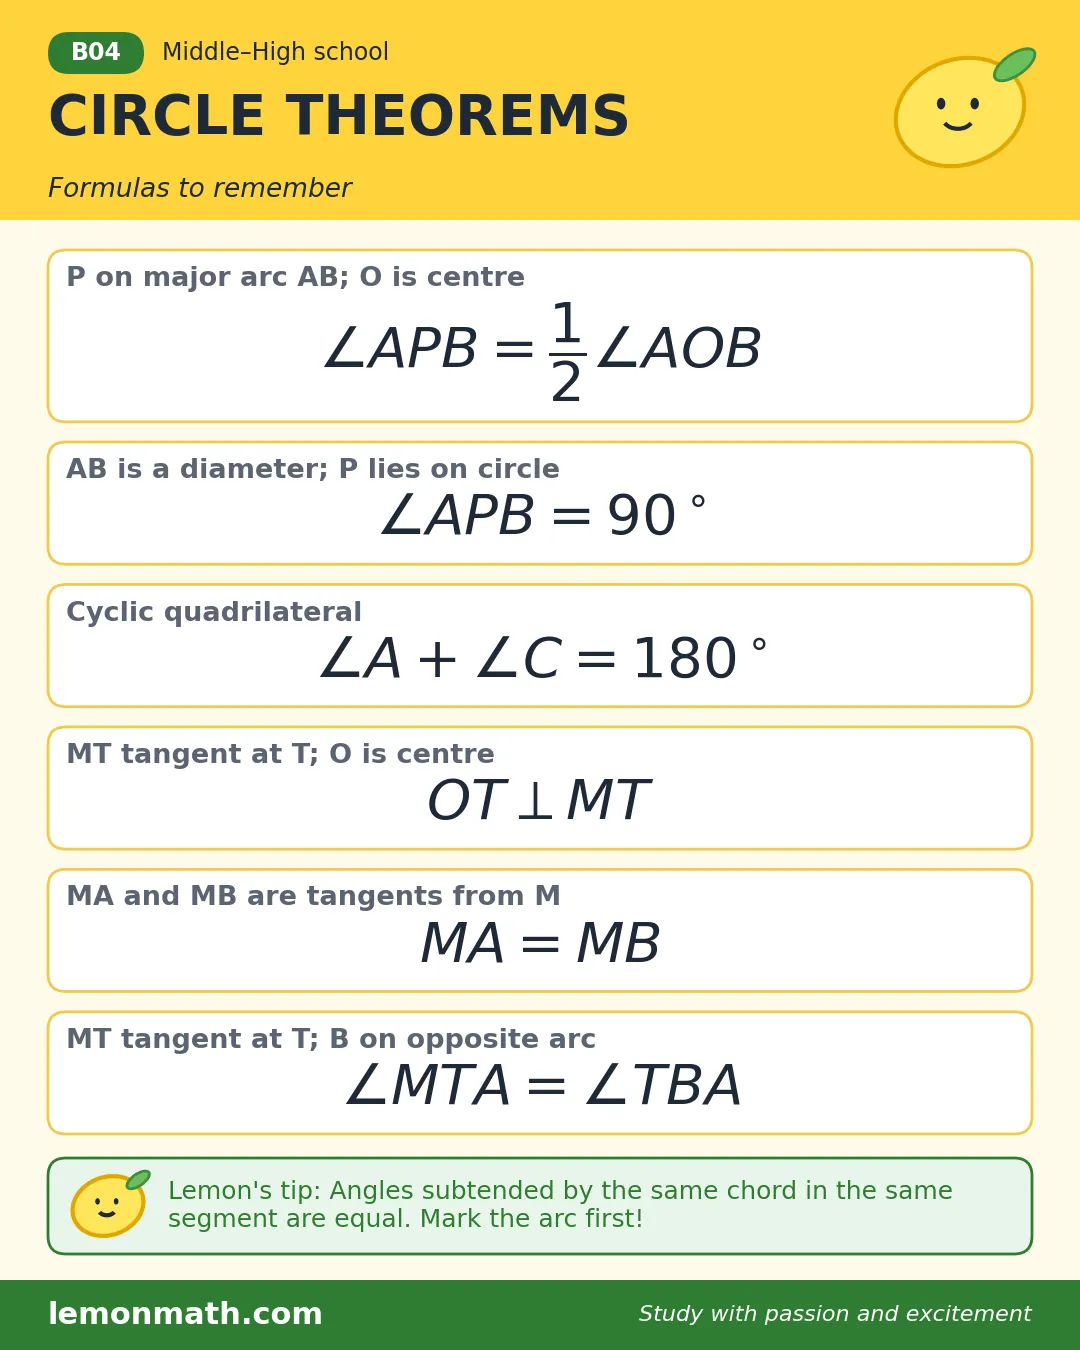 B04 Middle–High school
CIRCLE THEOREMS
Formulas to remember
P on major arc AB; O is centre
∠APB = 1/2 ∠AOB
AB is a diameter; P lies on circle
∠APB = 90°
Cyclic quadrilateral
∠A + ∠C = 180°
MT tangent at T; O is centre
OT ⊥ MT
MA and MB are tangents from M
MA = MB
MT tangent at T; B on opposite arc
∠MTA = ∠TBA
Lemon's tip: Angles subtended by the same chord in the same
segment are equal. Mark the arc first!
lemonmath.com
Study with passion and excitement